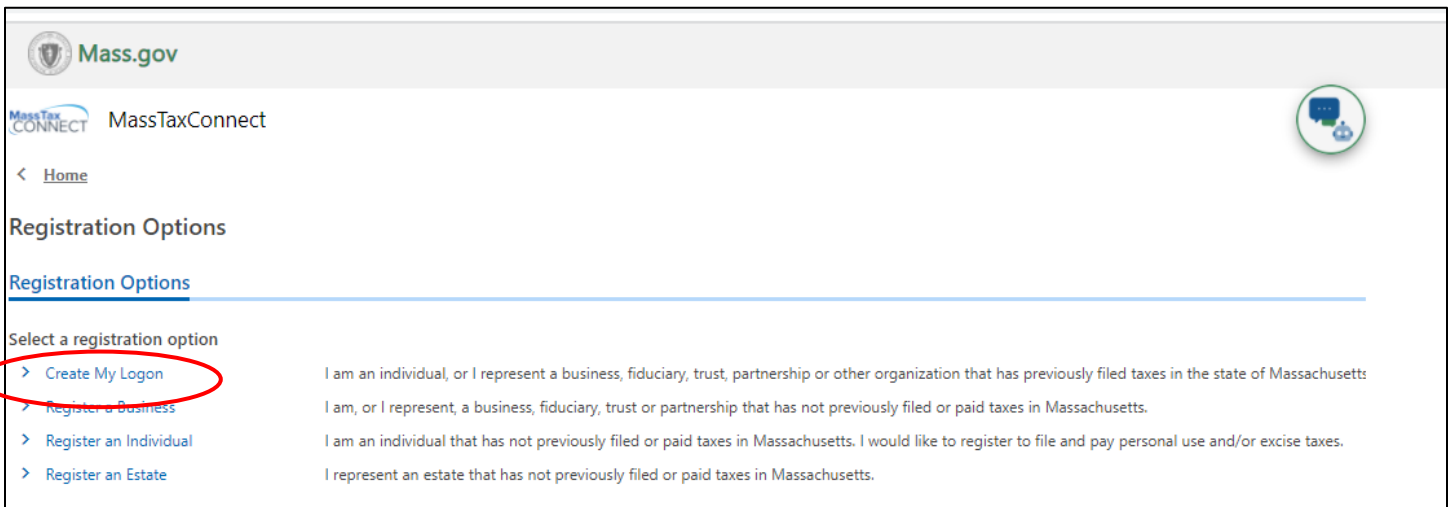 Mass.gov
MassTax
CONNECT MassTaxConnect
< Home
Registration Options
Registration Options
Select a registration option
> Create My Logon I am an individual, or I represent a business, fiduciary, trust, partnership or other organization that has previously filed taxes in the state of Massachusetts
> Register a Business I am, or I represent, a business, fiduciary, trust or partnership that has not previously filed or paid taxes in Massachusetts.
> Register an Individual I am an individual that has not previously filed or paid taxes in Massachusetts. I would like to register to file and pay personal use and/or excise taxes.
> Register an Estate I represent an estate that has not previously filed or paid taxes in Massachusetts.